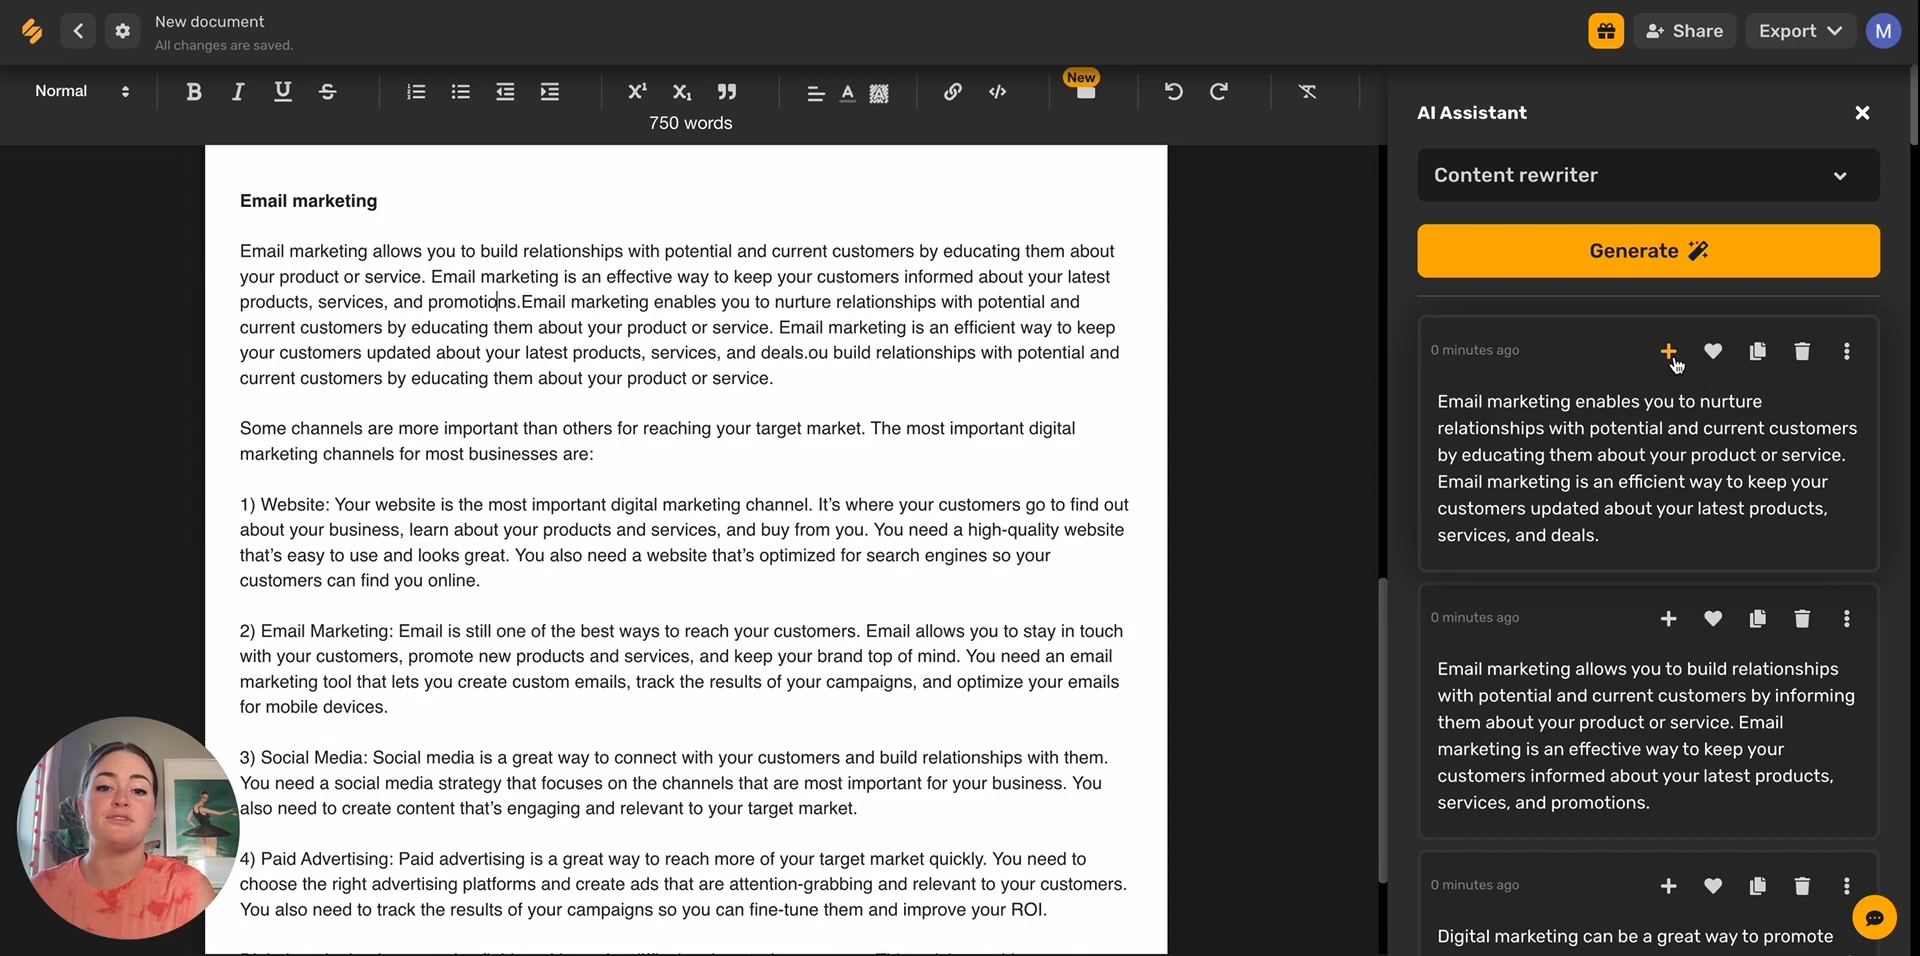 New document
All changes are saved.
Share
Export
M
Normal
B
I
U
S
X¹
X₁
A
New
750 words
Email marketing
Email marketing allows you to build relationships with potential and current customers by educating them about
your product or service. Email marketing is an effective way to keep your customers informed about your latest
products, services, and promotions.Email marketing enables you to nurture relationships with potential and
current customers by educating them about your product or service. Email marketing is an efficient way to keep
your customers updated about your latest products, services, and deals.ou build relationships with potential and
current customers by educating them about your product or service.
Some channels are more important than others for reaching your target market. The most important digital
marketing channels for most businesses are:
1) Website: Your website is the most important digital marketing channel. It’s where your customers go to find out
about your business, learn about your products and services, and buy from you. You need a high-quality website
that’s easy to use and looks great. You also need a website that’s optimized for search engines so your
customers can find you online.
2) Email Marketing: Email is still one of the best ways to reach your customers. Email allows you to stay in touch
with your customers, promote new products and services, and keep your brand top of mind. You need an email
marketing tool that lets you create custom emails, track the results of your campaigns, and optimize your emails
for mobile devices.
3) Social Media: Social media is a great way to connect with your customers and build relationships with them.
You need a social media strategy that focuses on the channels that are most important for your business. You
also need to create content that’s engaging and relevant to your target market.
4) Paid Advertising: Paid advertising is a great way to reach more of your target market quickly. You need to
choose the right advertising platforms and create ads that are attention-grabbing and relevant to your customers.
You also need to track the results of your campaigns so you can fine-tune them and improve your ROI.
AI Assistant
Content rewriter
Generate
0 minutes ago
Email marketing enables you to nurture
relationships with potential and current customers
by educating them about your product or service.
Email marketing is an efficient way to keep your
customers updated about your latest products,
services, and deals.
0 minutes ago
Email marketing allows you to build relationships
with potential and current customers by informing
them about your product or service. Email
marketing is an effective way to keep your
customers informed about your latest products,
services, and promotions.
0 minutes ago
Digital marketing can be a great way to promote